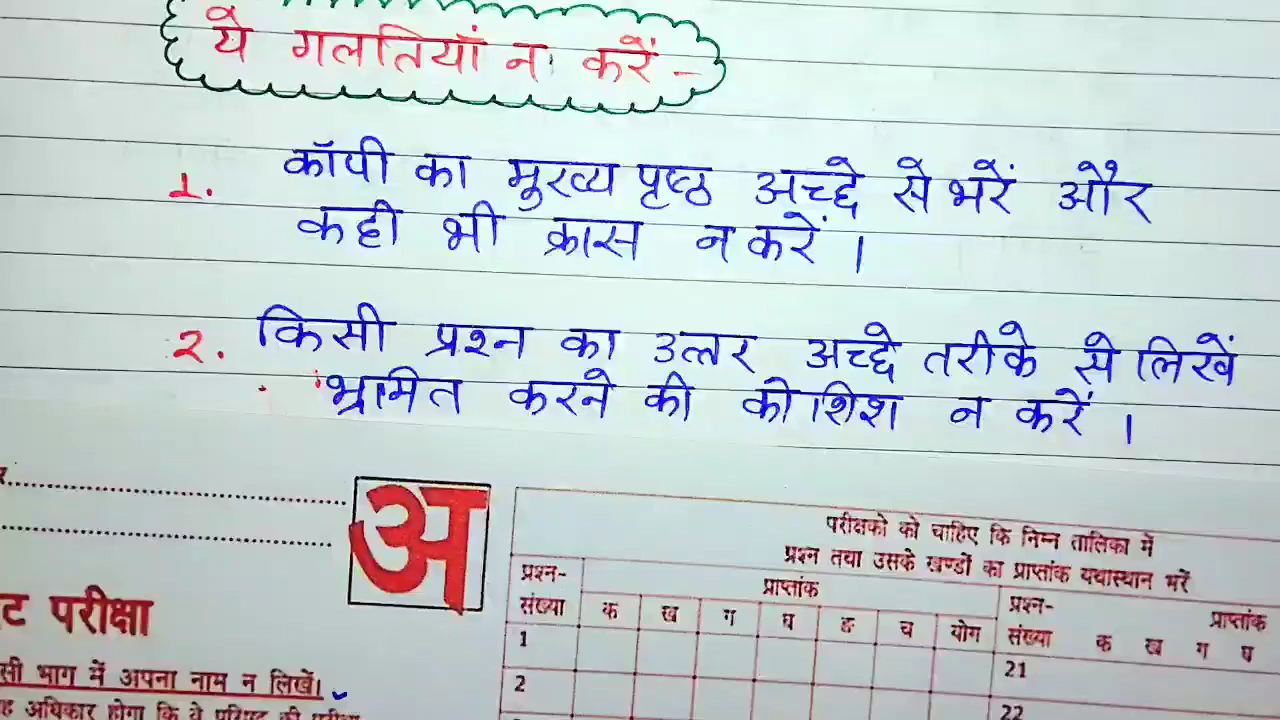 ये गलतियाँ न करें -
1. कॉपी का मुख्य पृष्ठ अच्छे से भरें और
कही भी क्रास न करें ।
2. किसी प्रश्न का उत्तर अच्छे तरीके से लिखें
भ्रामित करने की कोशिश न करें ।
अ
परीक्षकों को चाहिए कि निम्न तालिका में
प्रश्न तथा उसके खण्डों का प्राप्तांक यथास्थान भरें
प्रश्न-संख्या प्राप्तांक प्रश्न-संख्या प्राप्तांक
क ख ग घ ङ च योग क ख ग घ
1 21
2 22
परीक्षा
भाग में अपना नाम न लिखें।
अधिकार होगा कि वे